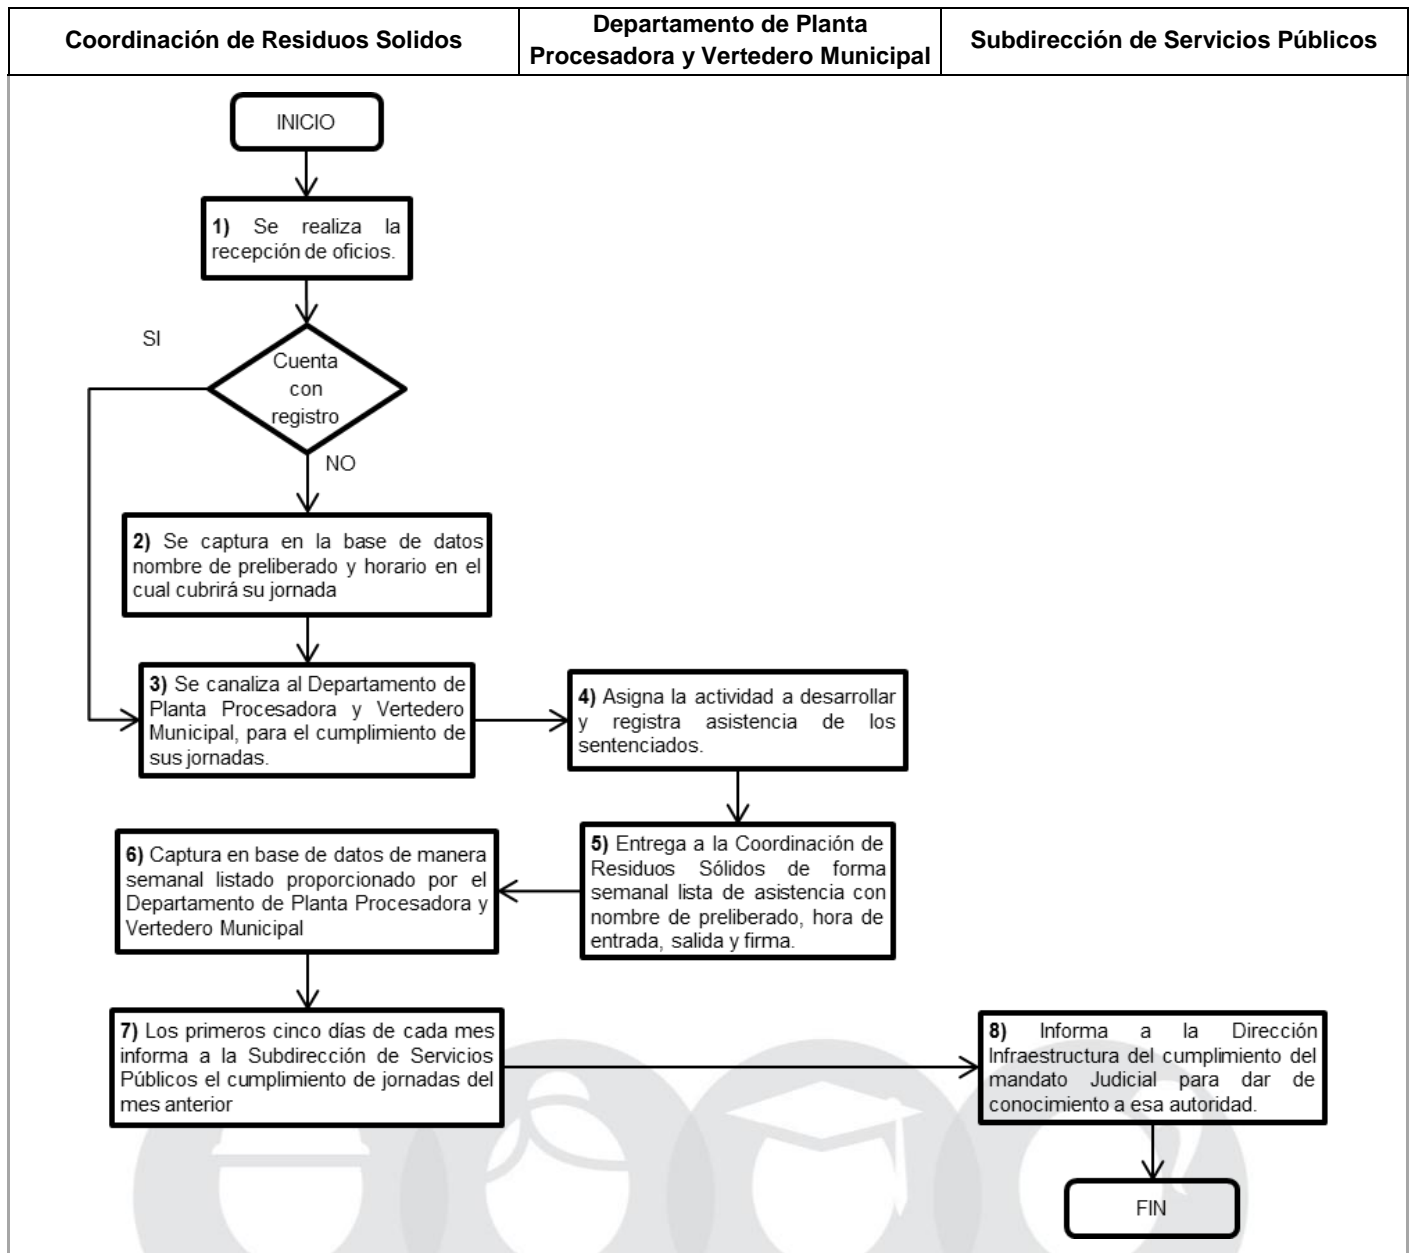 Coordinación de Residuos Solidos
Departamento de Planta
Procesadora y Vertedero Municipal
Subdirección de Servicios Públicos
INICIO
1) Se realiza la
recepción de oficios.
SI
Cuenta
con
registro
NO
2) Se captura en la base de datos
nombre de preliberado y horario en el
cual cubrirá su jornada
3) Se canaliza al Departamento de
Planta Procesadora y Vertedero
Municipal, para el cumplimiento de
sus jornadas.
4) Asigna la actividad a desarrollar
y registra asistencia de los
sentenciados.
5) Entrega a la Coordinación de
Residuos Sólidos de forma
semanal lista de asistencia con
nombre de preliberado, hora de
entrada, salida y firma.
6) Captura en base de datos de manera
semanal listado proporcionado por el
Departamento de Planta Procesadora y
Vertedero Municipal
7) Los primeros cinco días de cada mes
informa a la Subdirección de Servicios
Públicos el cumplimiento de jornadas del
mes anterior
8) Informa a la Dirección
Infraestructura del cumplimiento del
mandato Judicial para dar de
conocimiento a esa autoridad.
FIN